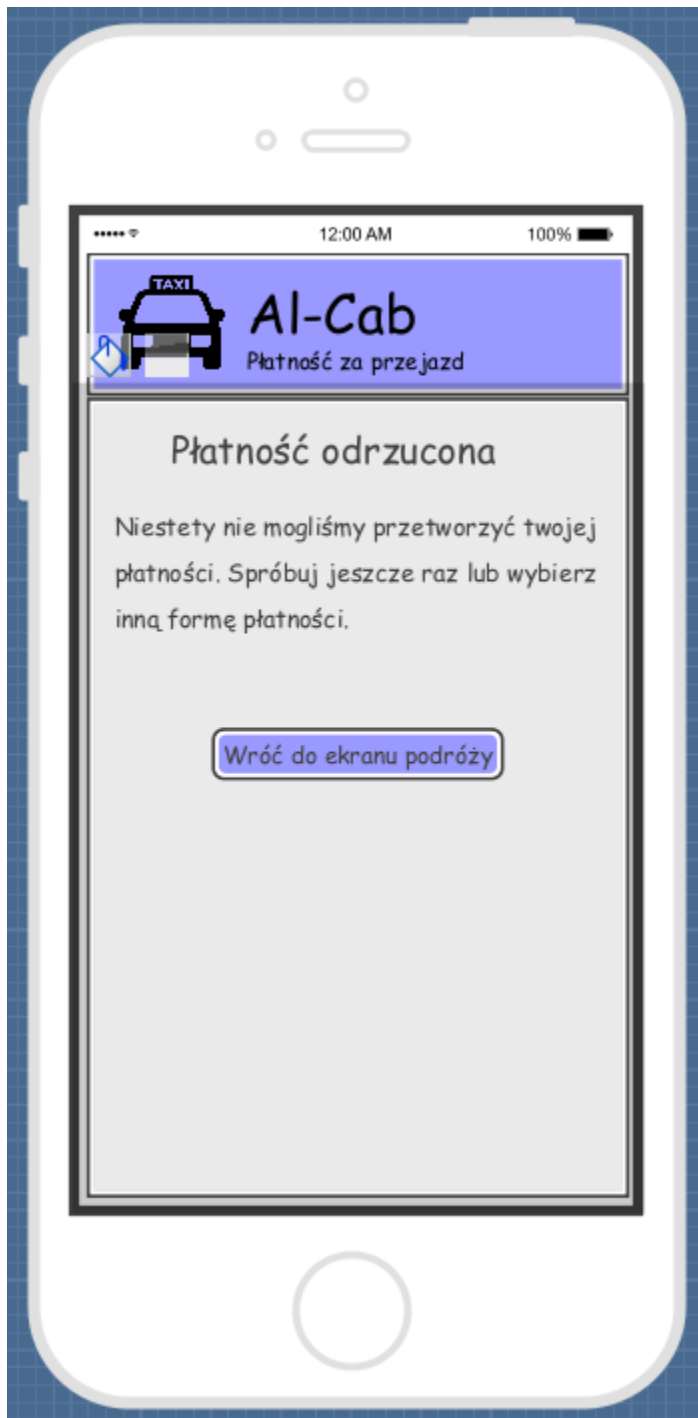 12:00 AM
100%
TAXI
Al-Cab
Płatność za przejazd
Płatność odrzucona
Niestety nie mogliśmy przetworzyć twojej
płatności. Spróbuj jeszcze raz lub wybierz
inną formę płatności.
Wróć do ekranu podróży